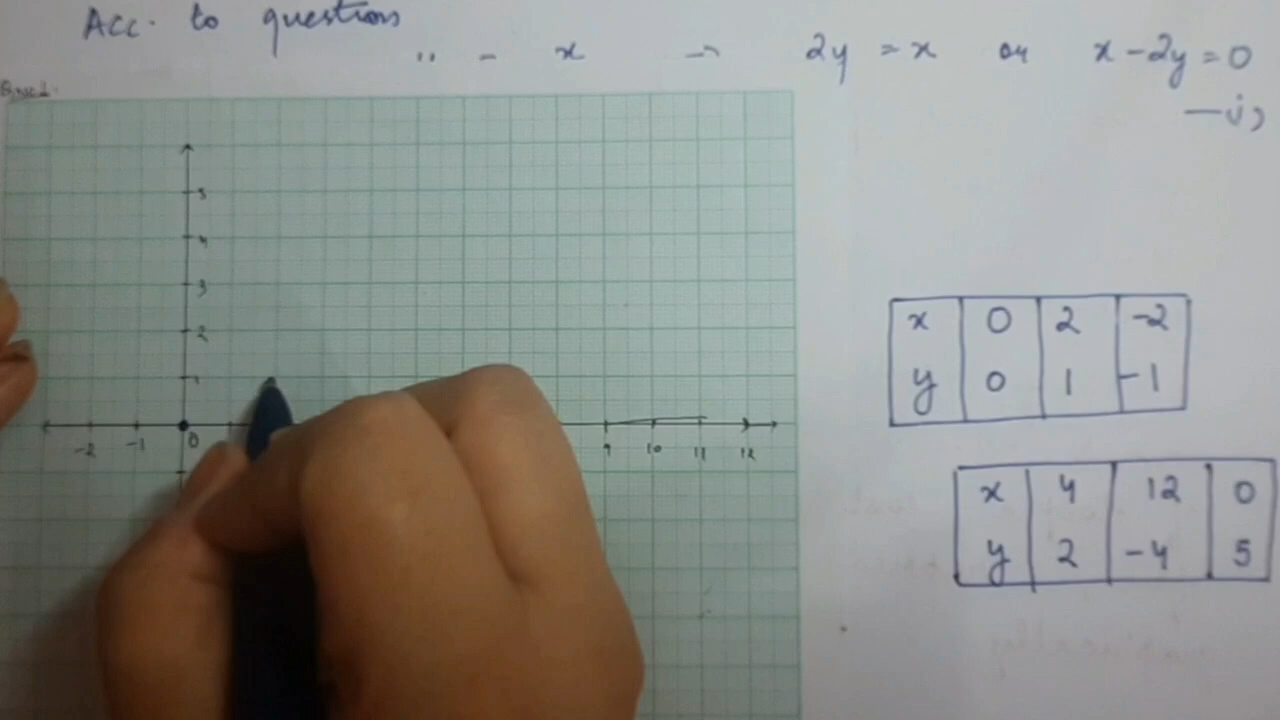 Acc. to question
" - x → 2y = x or x - 2y = 0
—i)
5
4
3
2
1
-2 -1 0 9 10 11 12
x 0 2 -2
y 0 1 -1
x 4 12 0
y 2 -4 5